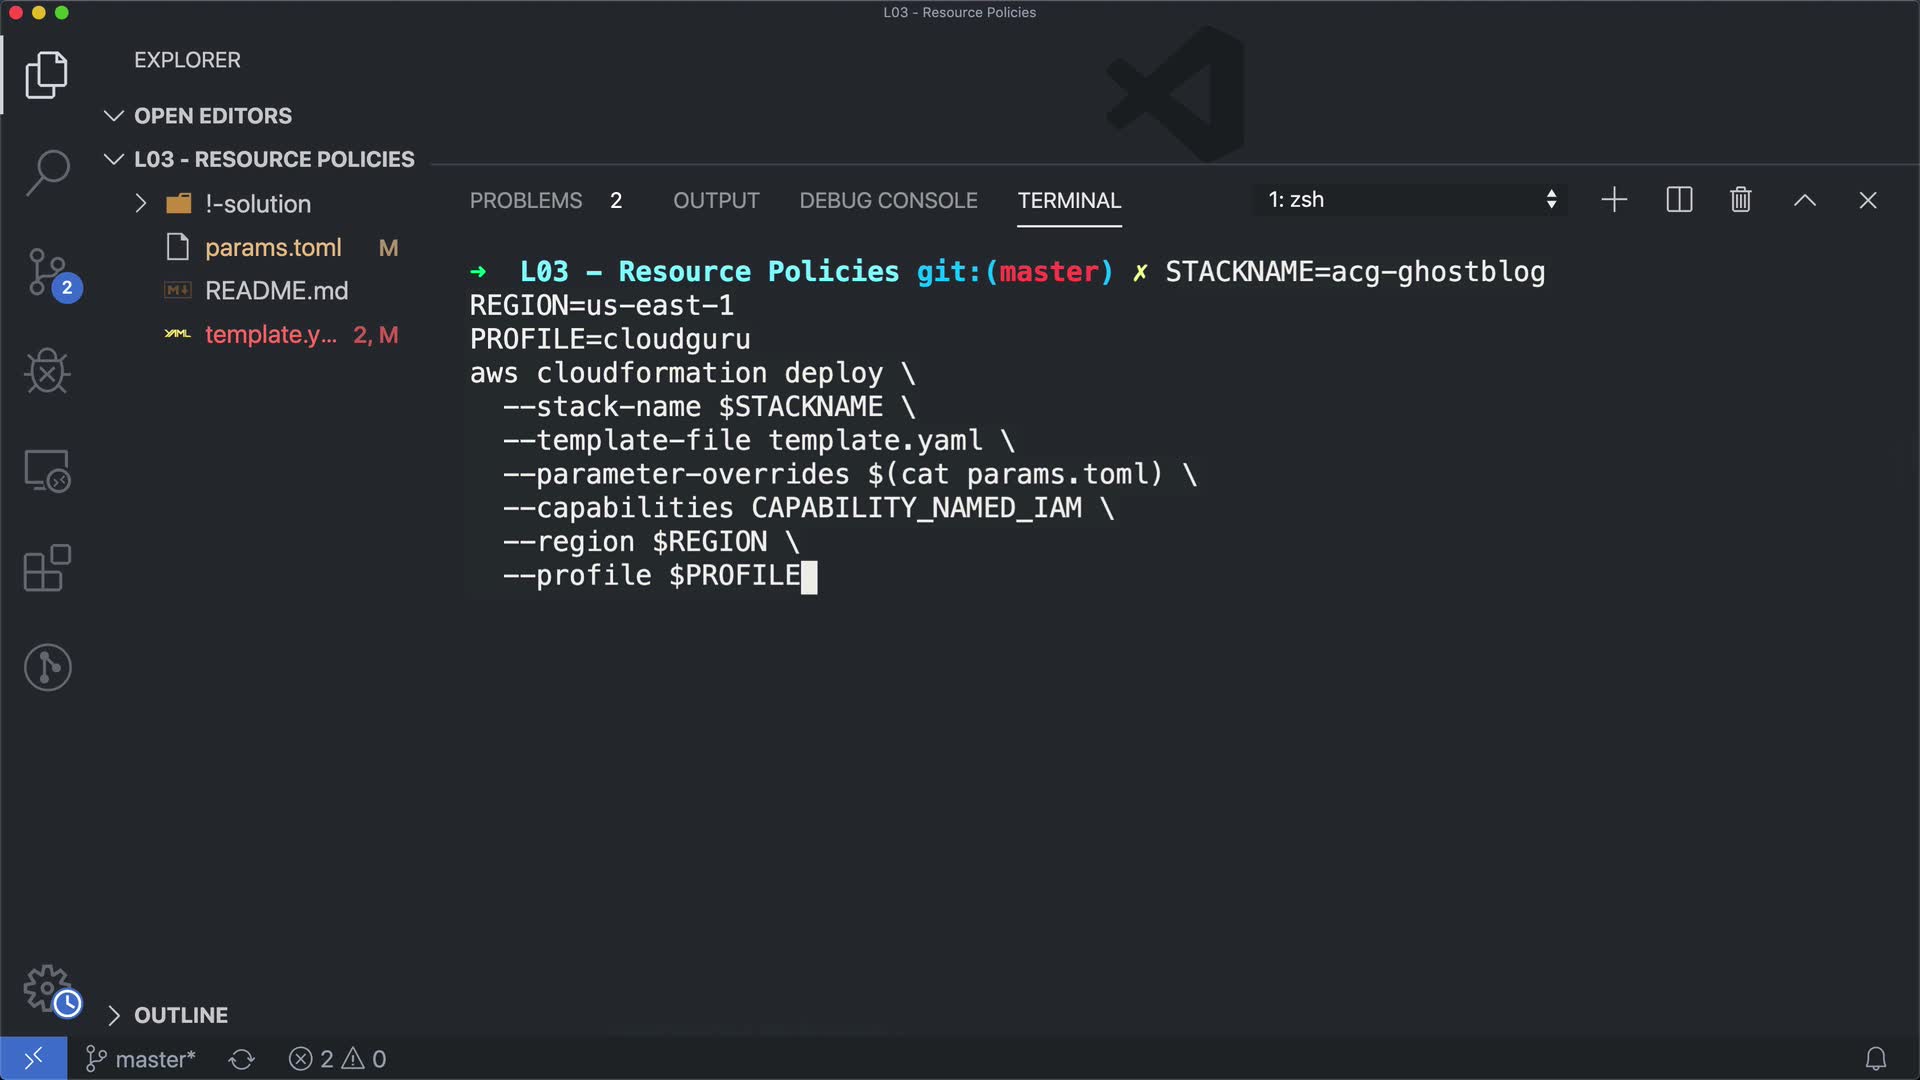 L03 - Resource Policies
EXPLORER
OPEN EDITORS
L03 - RESOURCE POLICIES
!-solution
params.toml M
README.md
template.y... 2, M
PROBLEMS 2 OUTPUT DEBUG CONSOLE TERMINAL 1: zsh
➜ L03 - Resource Policies git:(master) ✗ STACKNAME=acg-ghostblog
REGION=us-east-1
PROFILE=cloudguru
aws cloudformation deploy \
--stack-name $STACKNAME \
--template-file template.yaml \
--parameter-overrides $(cat params.toml) \
--capabilities CAPABILITY_NAMED_IAM \
--region $REGION \
--profile $PROFILE
2
M↓
YAML
OUTLINE
master* 2 0